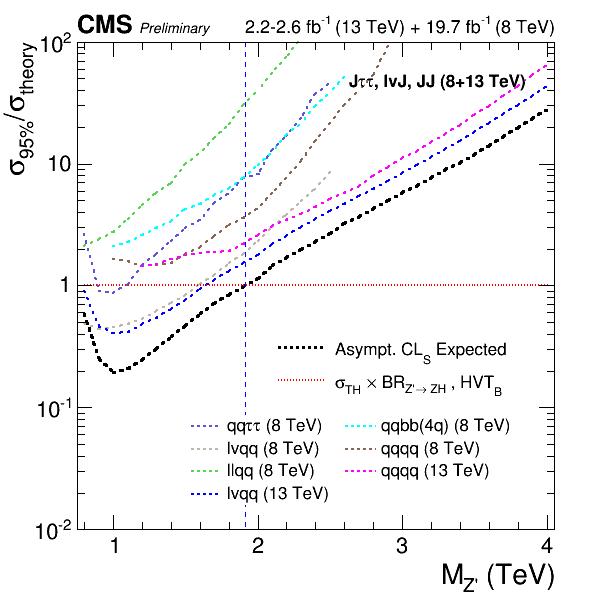 CMS Preliminary 2.2-2.6 fb⁻¹ (13 TeV) + 19.7 fb⁻¹ (8 TeV)
σ95%/σtheory
10²
Jττ, lvJ, JJ (8+13 TeV)
10
1
Asympt. CLS Expected
σTH × BRZ'→ ZH , HVTB
10⁻¹
qqττ (8 TeV) qqbb(4q) (8 TeV)
lvqq (8 TeV) qqqq (8 TeV)
llqq (8 TeV) qqqq (13 TeV)
lvqq (13 TeV)
10⁻²
1 2 3 4
MZ' (TeV)